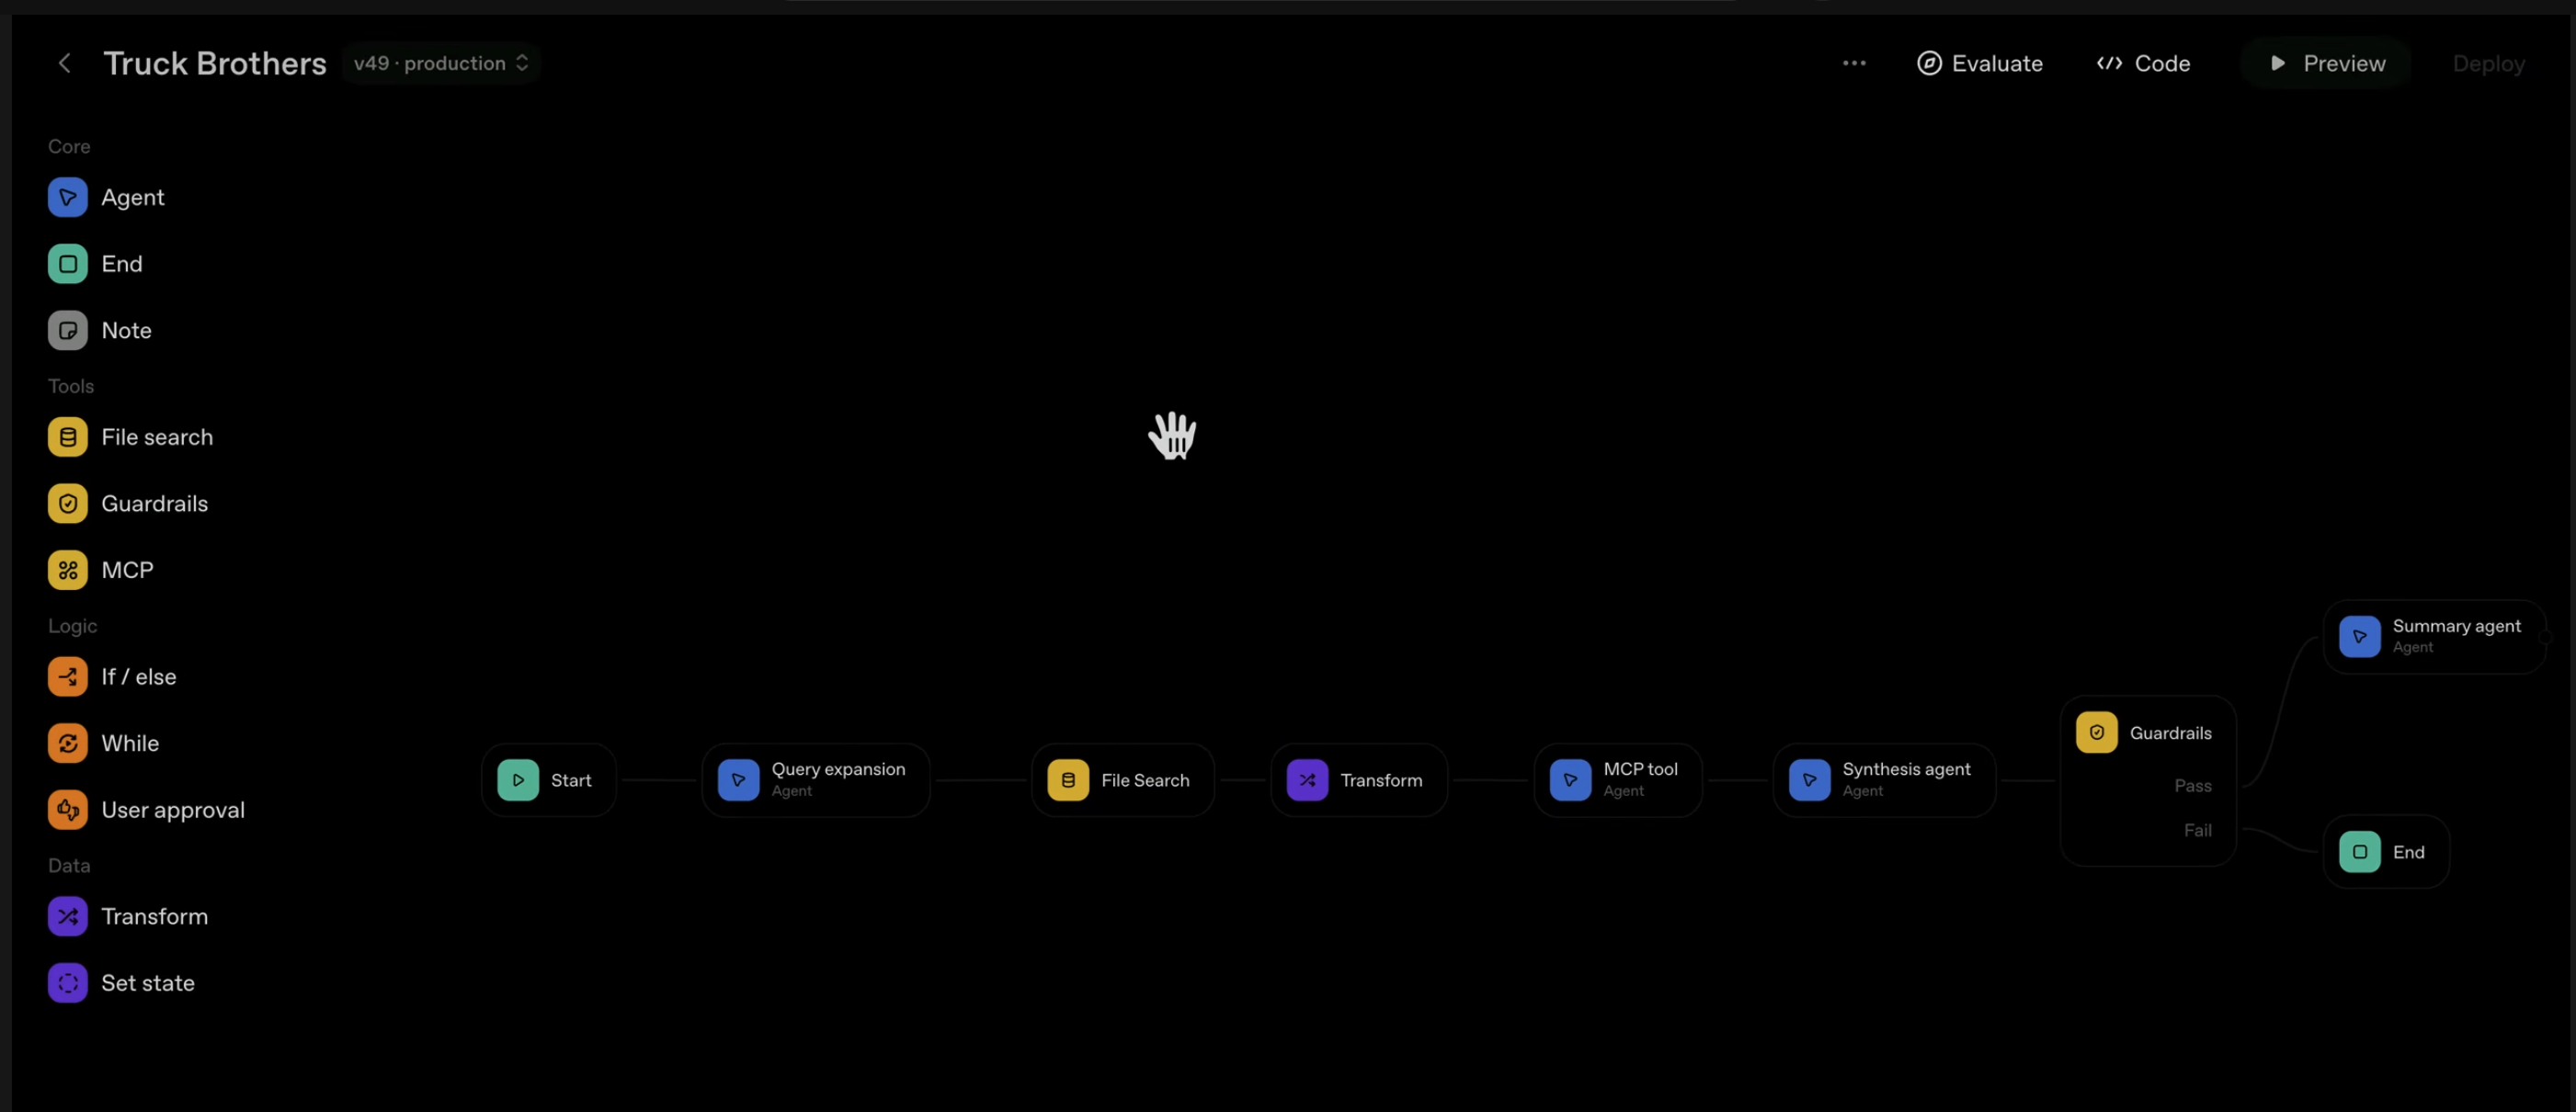 Truck Brothers
v49 · production
Evaluate
Code
Preview
Deploy
Core
Agent
End
Note
Tools
File search
Guardrails
MCP
Logic
If / else
While
User approval
Data
Transform
Set state
Start
Query expansion
Agent
File Search
Transform
MCP tool
Agent
Synthesis agent
Agent
Guardrails
Pass
Fail
Summary agent
Agent
End